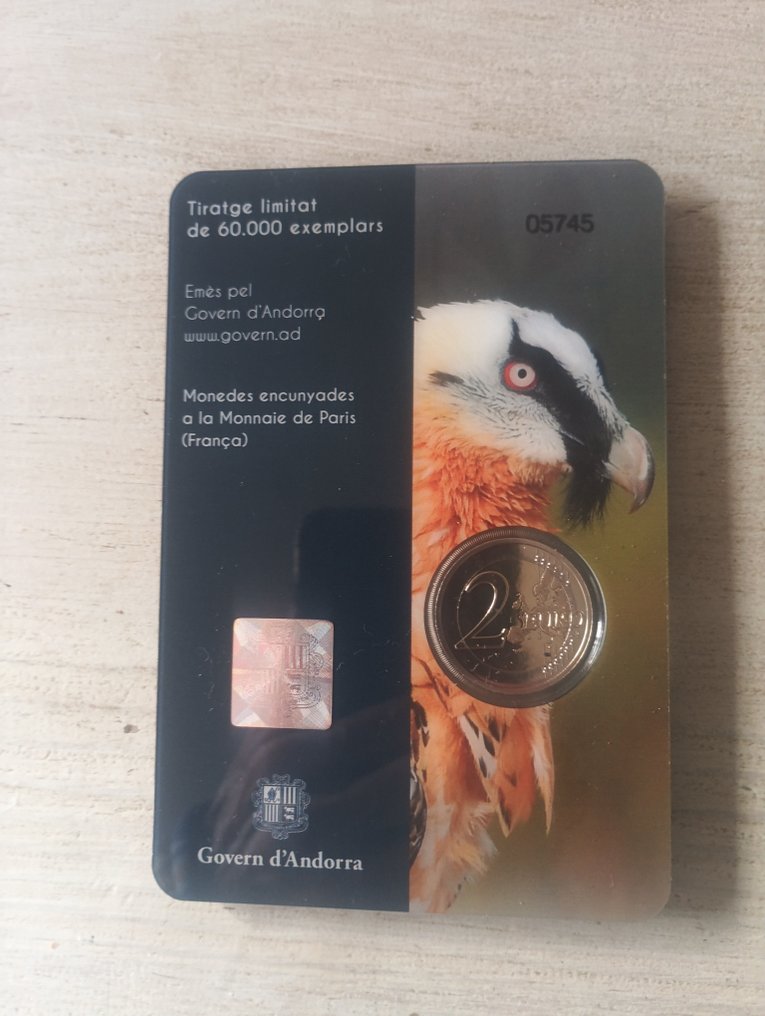 Tiratge limitat
de 60.000 exemplars
05745
Emès pel
Govern d'Andorra
www.govern.ad
Monedes encunyades
a la Monnaie de Paris
(França)
2 EURO
Govern d'Andorra